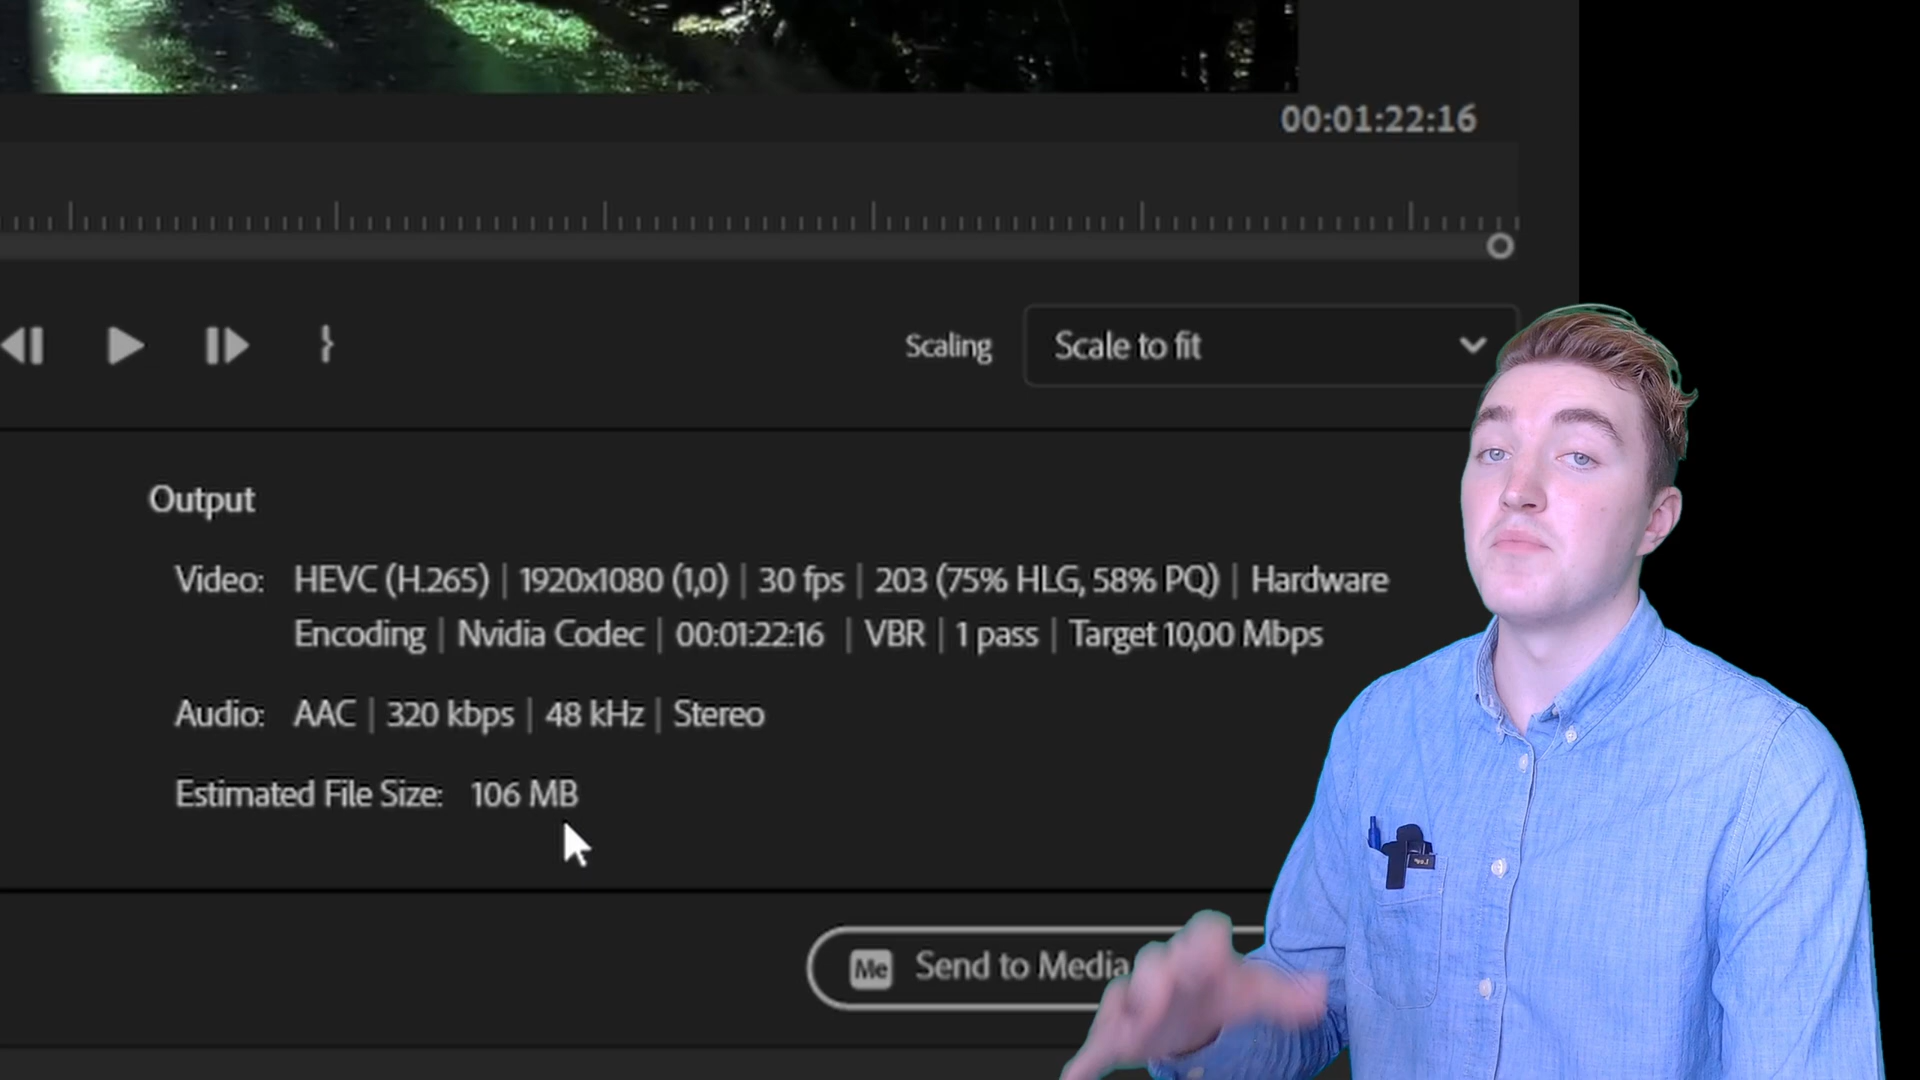 00:01:22:16
Scaling Scale to fit
Output
Video: HEVC (H.265) | 1920x1080 (1,0) | 30 fps | 203 (75% HLG, 58% PQ) | Hardware
Encoding | Nvidia Codec | 00:01:22:16 | VBR | 1 pass | Target 10,00 Mbps
Audio: AAC | 320 kbps | 48 kHz | Stereo
Estimated File Size: 106 MB
Me Send to Media